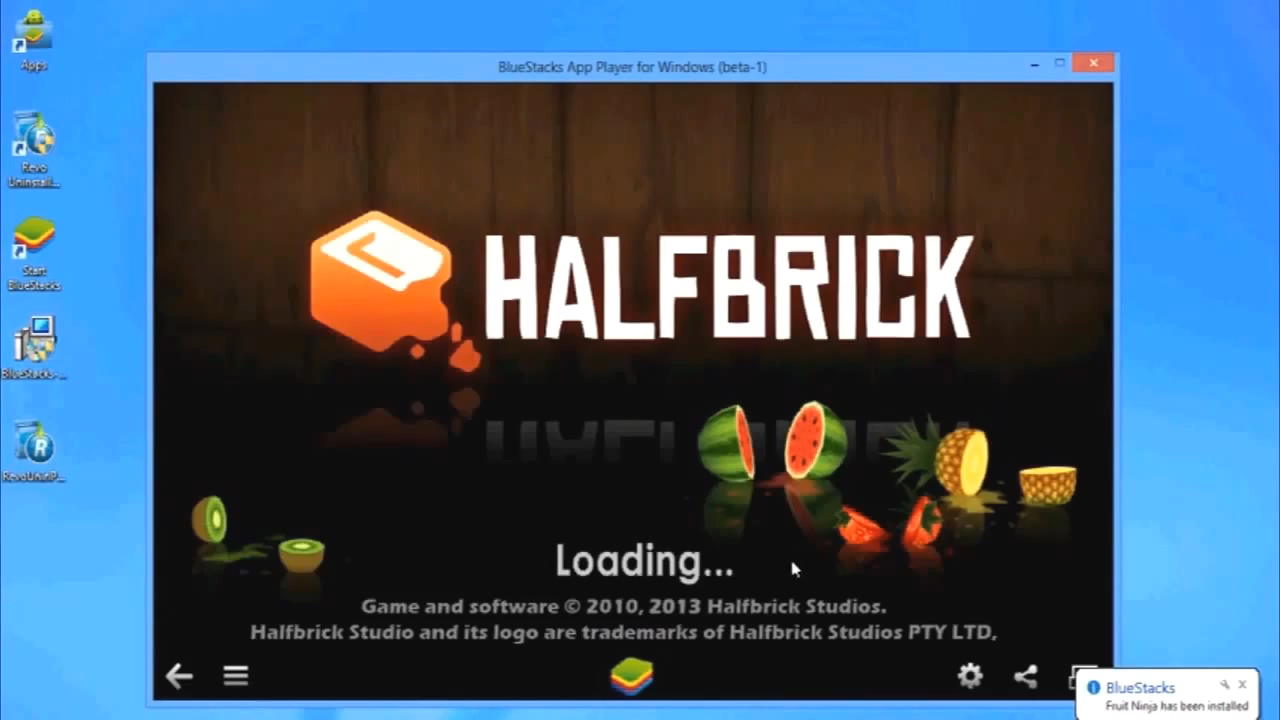 Apps
BlueStacks App Player for Windows (beta-1)
Revo
Uninstall...
Start
BlueStacks
BlueStacks-...
RevoUninP...
HALFBRICK
Loading...
Game and software © 2010, 2013 Halfbrick Studios.
Halfbrick Studio and its logo are trademarks of Halfbrick Studios PTY LTD,
BlueStacks
Fruit Ninja has been installed